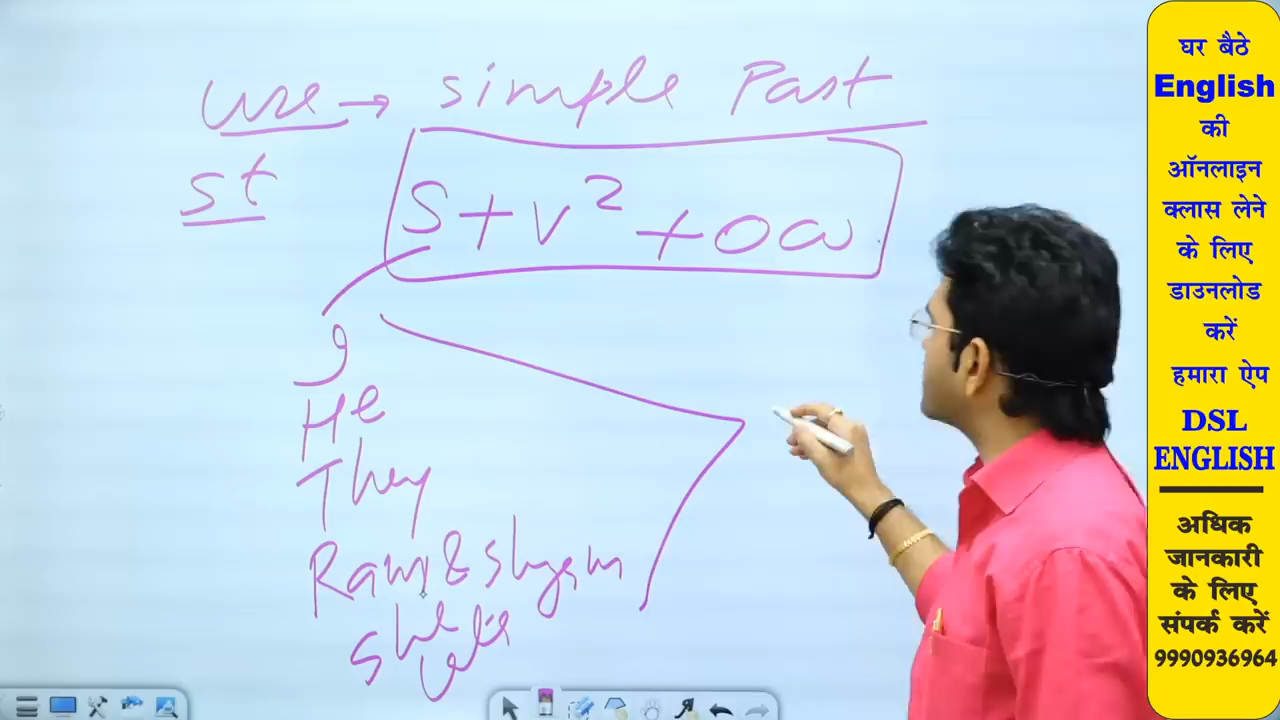 use → simple Past
st S + v² + ow
I
He
They
Ram & shyam
she
घर बैठे
English
की
ऑनलाइन
क्लास लेने
के लिए
डाउनलोड
करें
हमारा ऐप
DSL
ENGLISH
अधिक
जानकारी
के लिए
संपर्क करें
9990936964